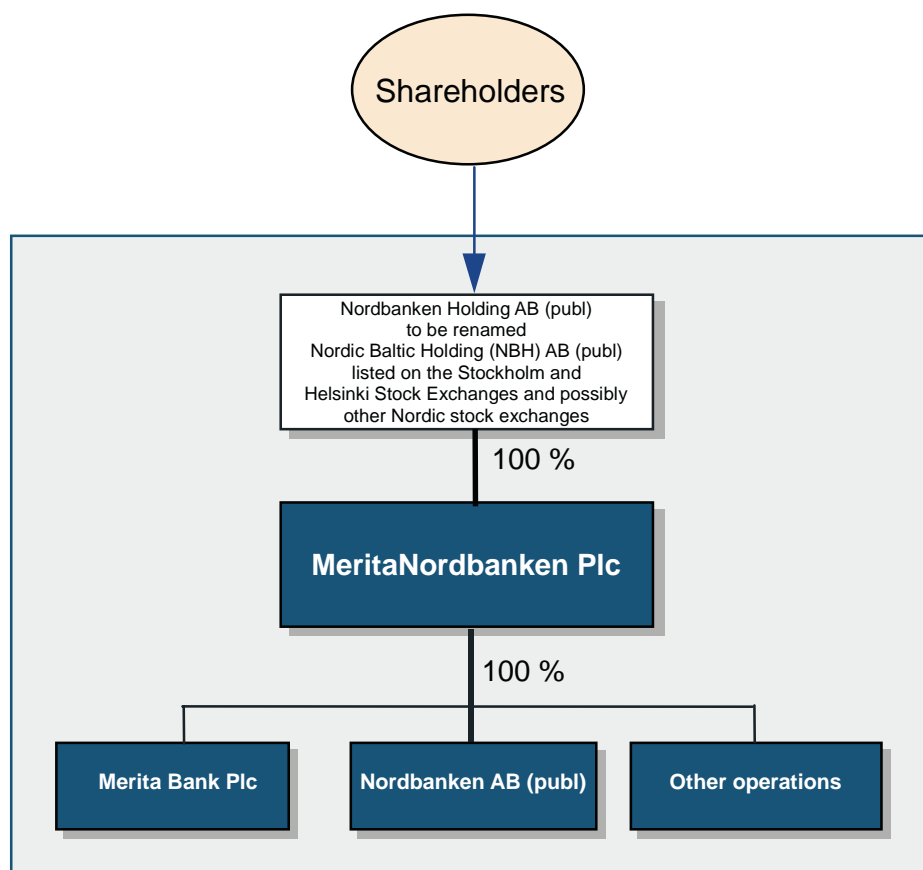 Shareholders
Nordbanken Holding AB (publ)
to be renamed
Nordic Baltic Holding (NBH) AB (publ)
listed on the Stockholm and
Helsinki Stock Exchanges and possibly
other Nordic stock exchanges
100 %
MeritaNordbanken Plc
100 %
Merita Bank Plc
Nordbanken AB (publ)
Other operations